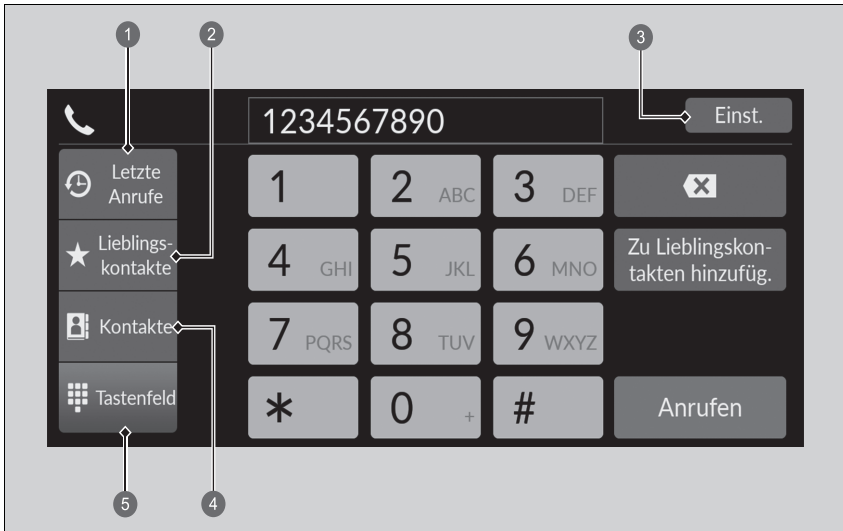 1
2
3
1234567890
Einst.
Letzte
Anrufe
Lieblings-
kontakte
Kontakte
Tastenfeld
1
2 ABC
3 DEF
4 GHI
5 JKL
6 MNO
Zu Lieblingskon-
takten hinzufüg.
7 PQRS
8 TUV
9 WXYZ
*
0 +
#
Anrufen
5
4